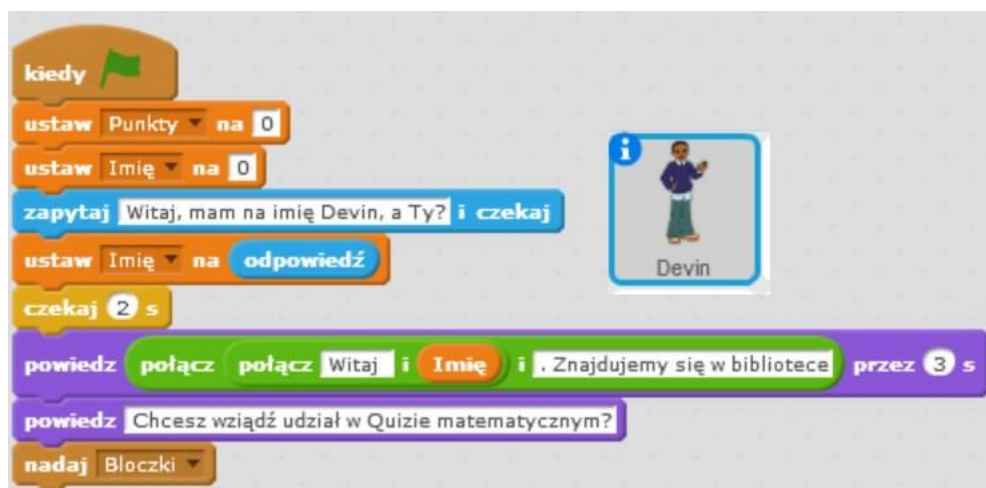 kiedy
ustaw Punkty na 0
ustaw Imię na 0
zapytaj Witaj, mam na imię Devin, a Ty? i czekaj
Devin
ustaw Imię na odpowiedź
czekaj 2 s
powiedz połącz połącz Witaj i Imię i . Znajdujemy się w bibliotece przez 3 s
powiedz Chcesz wziądź udział w Quizie matematycznym?
nadaj Bloczki